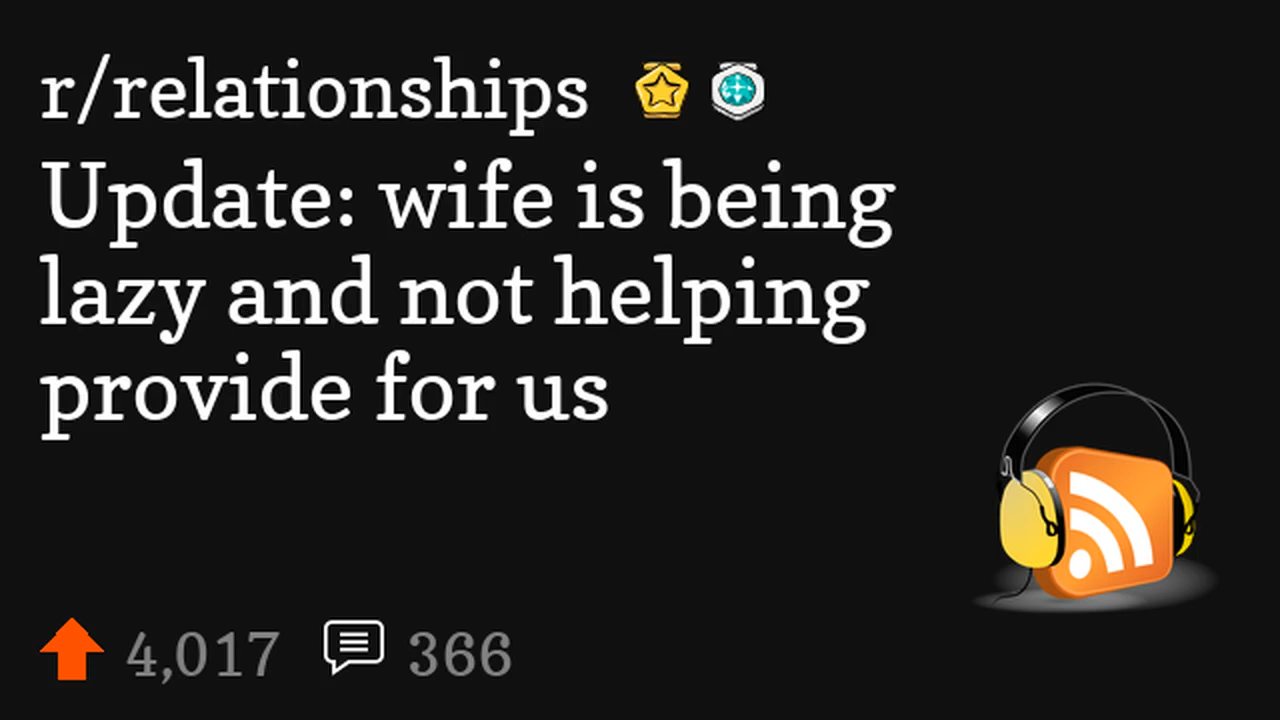 r/relationships
Update: wife is being
lazy and not helping
provide for us
4,017 366